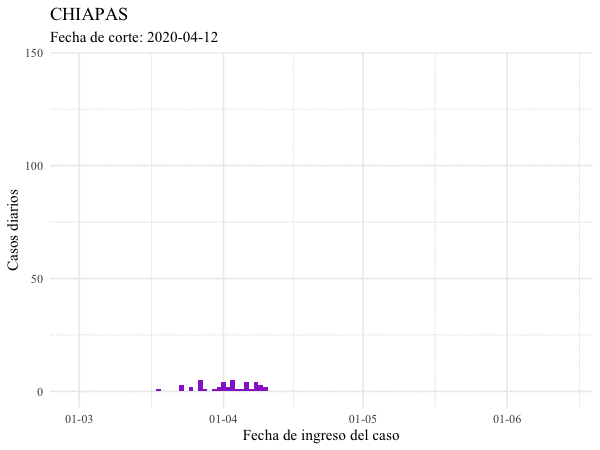 CHIAPAS
Fecha de corte: 2020-04-12
150
100
50
0
Casos diarios
01-03
01-04
01-05
01-06
Fecha de ingreso del caso